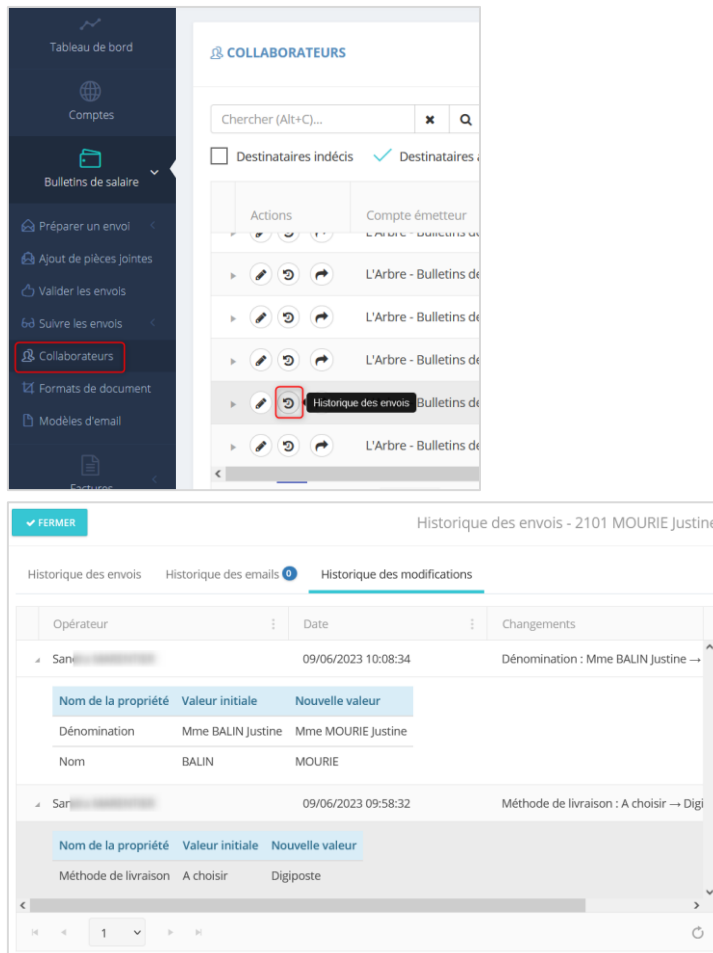 Tableau de bord
Comptes
Bulletins de salaire
Préparer un envoi
Ajout de pièces jointes
Valider les envois
Suivre les envois
Collaborateurs
Formats de document
Modèles d'email
Factures
COLLABORATEURS
Chercher (Alt+C)...
Destinataires indécis Destinataires
Actions Compte émetteur
L'Arbre - Bulletins de
L'Arbre - Bulletins de
L'Arbre - Bulletins de
L'Arbre - Bulletins de
Historique des envois Bulletins de
L'Arbre - Bulletins de
FERMER Historique des envois - 2101 MOURIE Justine
Historique des envois Historique des emails 0 Historique des modifications
Opérateur Date Changements
09/06/2023 10:08:34 Dénomination : Mme BALIN Justine →
Nom de la propriété Valeur initiale Nouvelle valeur
Dénomination Mme BALIN Justine Mme MOURIE Justine
Nom BALIN MOURIE
09/06/2023 09:58:32 Méthode de livraison : A choisir → Digi
Nom de la propriété Valeur initiale Nouvelle valeur
Méthode de livraison A choisir Digiposte
1